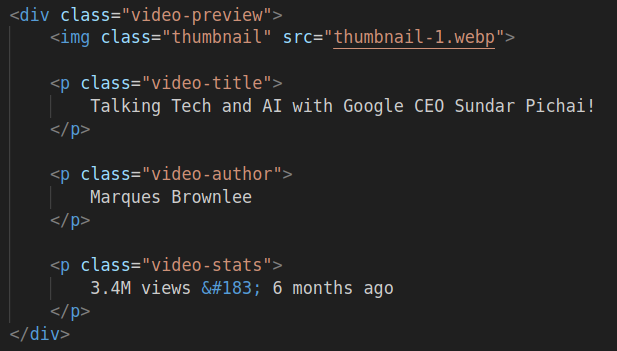 <div class="video-preview">
    <img class="thumbnail" src="thumbnail-1.webp">
    <p class="video-title">
        Talking Tech and AI with Google CEO Sundar Pichai!
    </p>
    <p class="video-author">
        Marques Brownlee
    </p>
    <p class="video-stats">
        3.4M views &#183; 6 months ago
    </p>
</div>